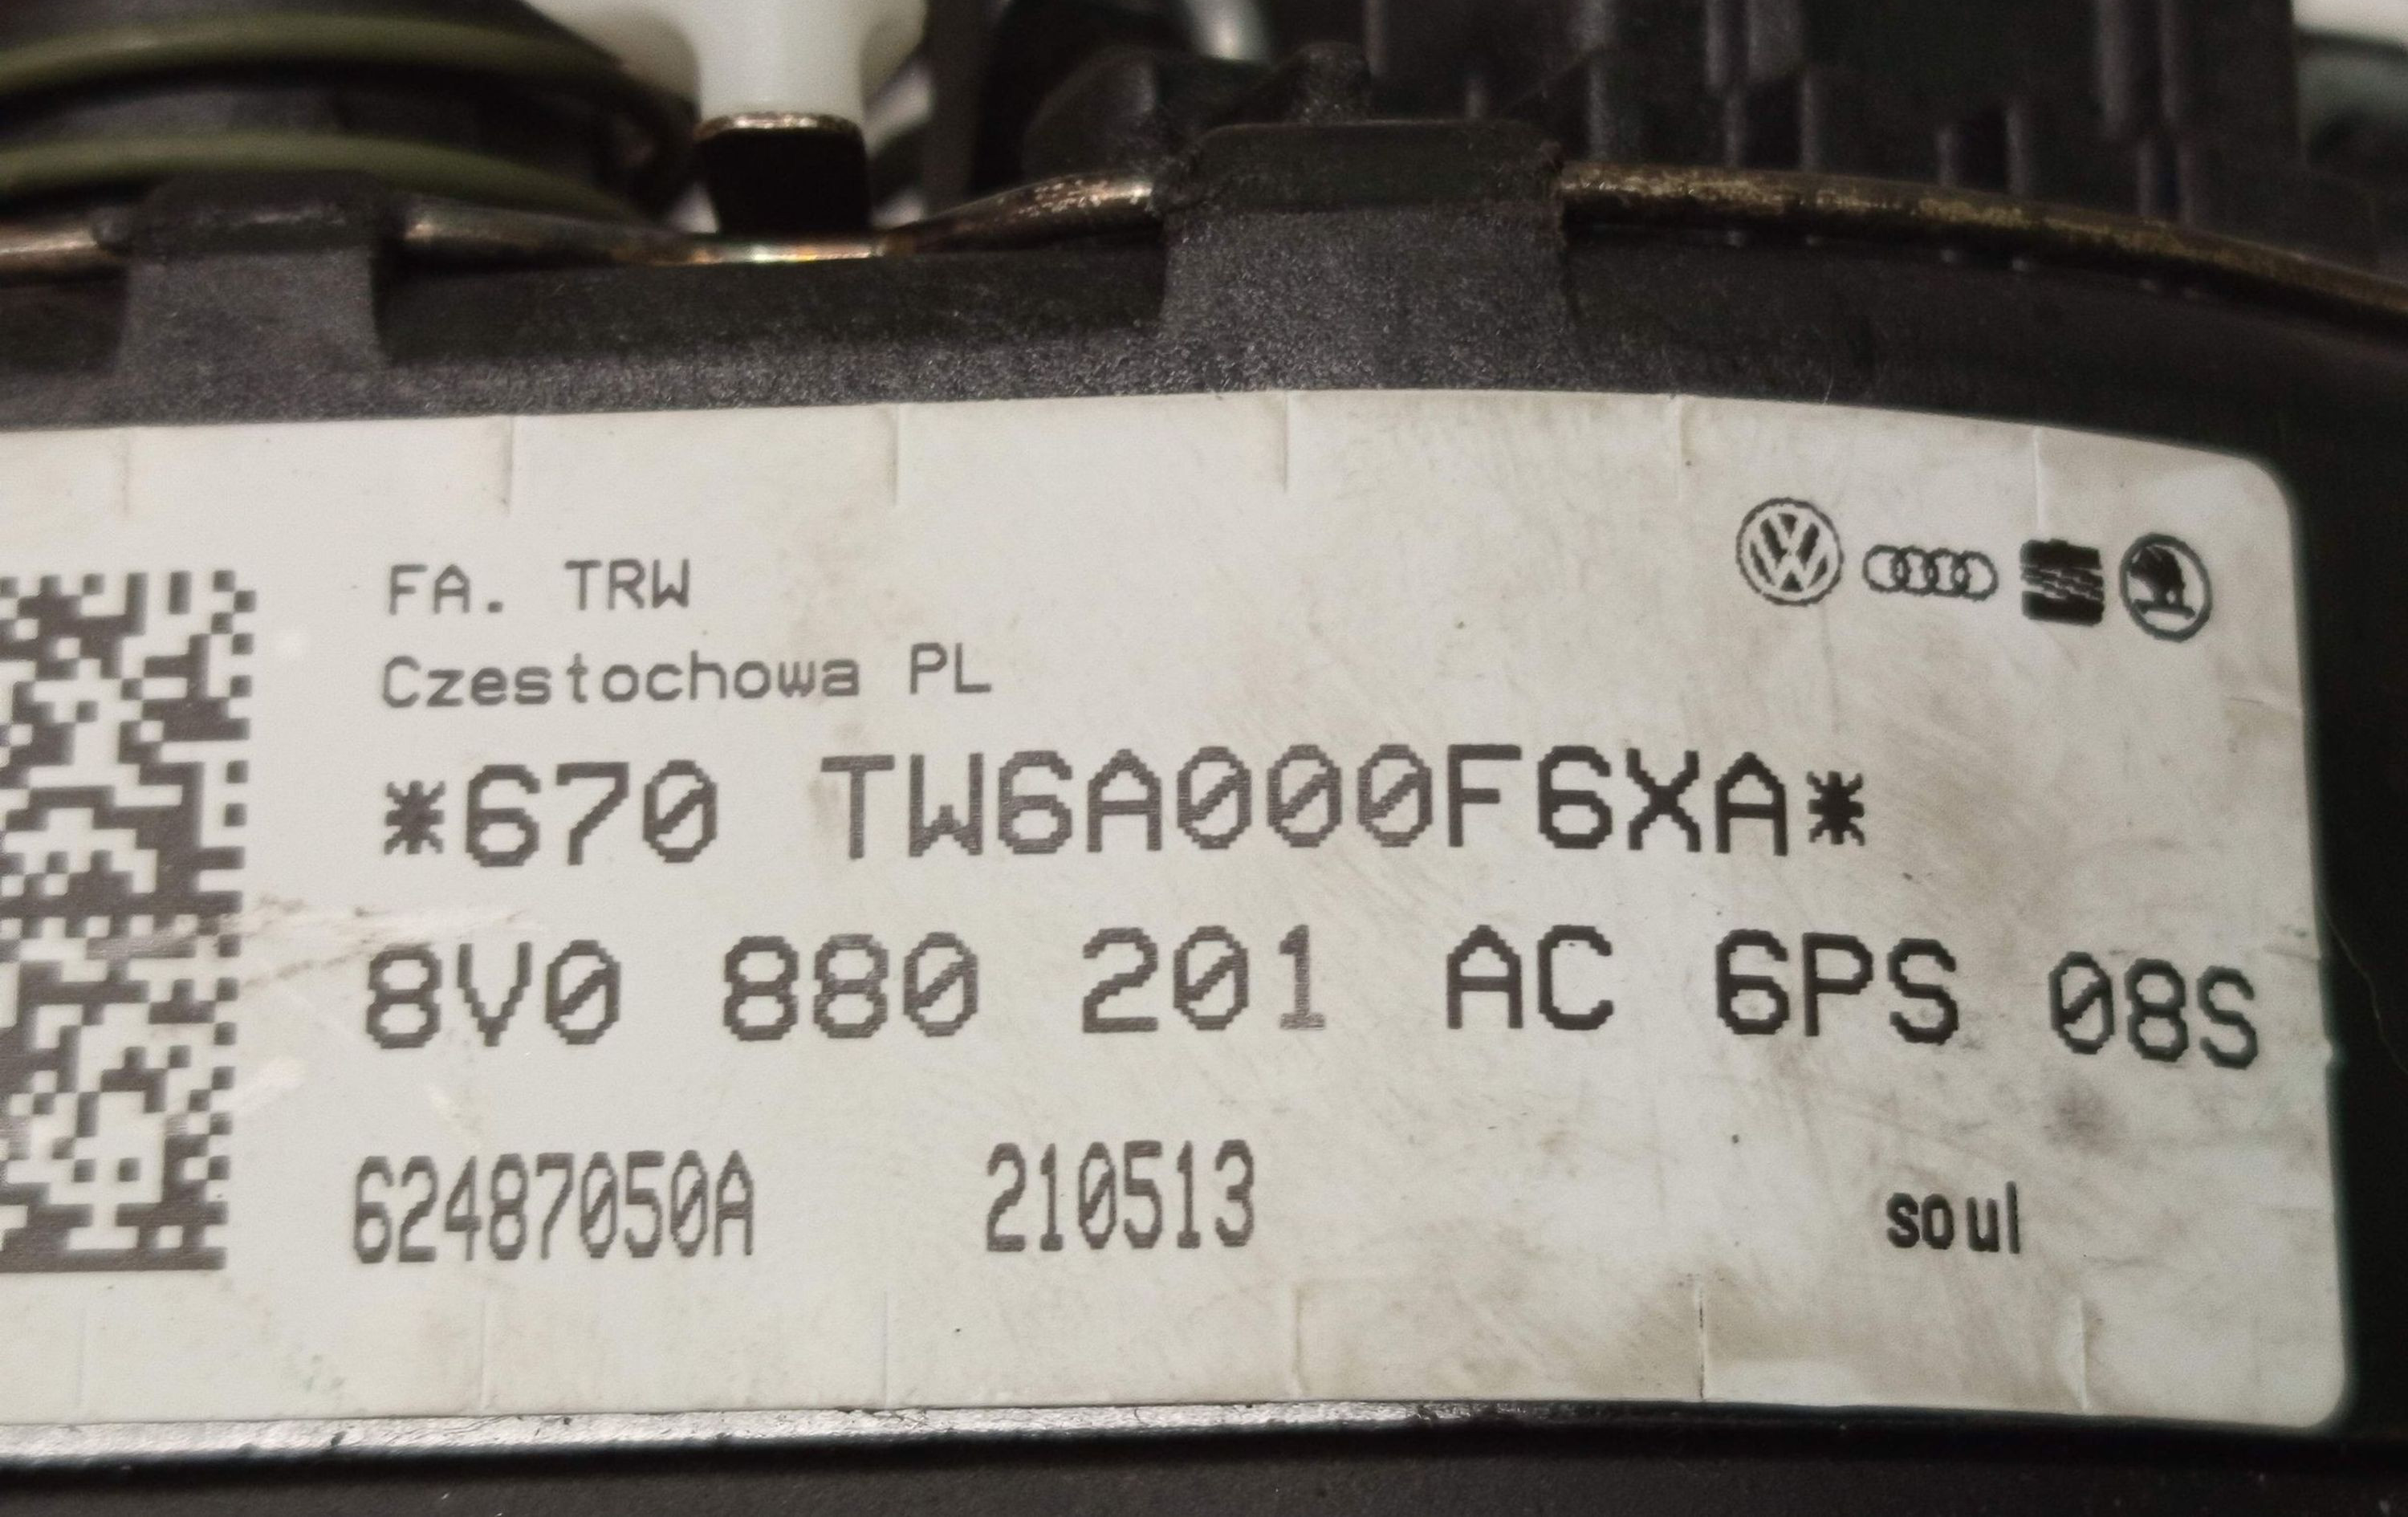 FA. TRW
Czestochowa PL
*670 TW6A000F6XA*
8V0 880 201 AC 6PS 08S
62487050A 210513 soul